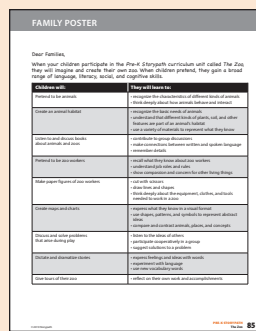 FAMILY POSTER
Dear Families,
When your children participate in the Pre-K Storypath curriculum unit called The Zoo,
they will imagine and create their own zoo. When children pretend, they gain a broad
range of language, literacy, social, and cognitive skills.
Children will: They will learn to:
Pretend to be animals • recognize the characteristics of different kinds of animals
• think deeply about how animals behave and interact
Create an animal habitat • recognize the basic needs of animals
• understand that different kinds of plants, soil, and other
features are part of an animal's habitat
• use a variety of materials to represent what they know
Listen to and discuss books • contribute to group discussions
about animals and zoos • make connections between written and spoken language
• remember details
Pretend to be zoo workers • recall what they know about zoo workers
• understand job roles and rules
• show compassion and concern for other living things
Make paper figures of zoo workers • cut with scissors
• draw lines and shapes
• think deeply about the equipment, clothes, and tools
needed to work in a zoo
Create maps and charts • express what they know in a visual format
• use shapes, patterns, and symbols to represent abstract
ideas
• compare and contrast animals, places, and concepts
Discuss and solve problems • listen to the ideas of others
that arise during play • participate cooperatively in a group
• suggest solutions to a problem
Dictate and dramatize stories • express feelings and ideas with words
• experiment with language
• use new vocabulary words
Give tours of their zoo • reflect on their own work and accomplishments
PRE-K STORYPATH
The Zoo 85